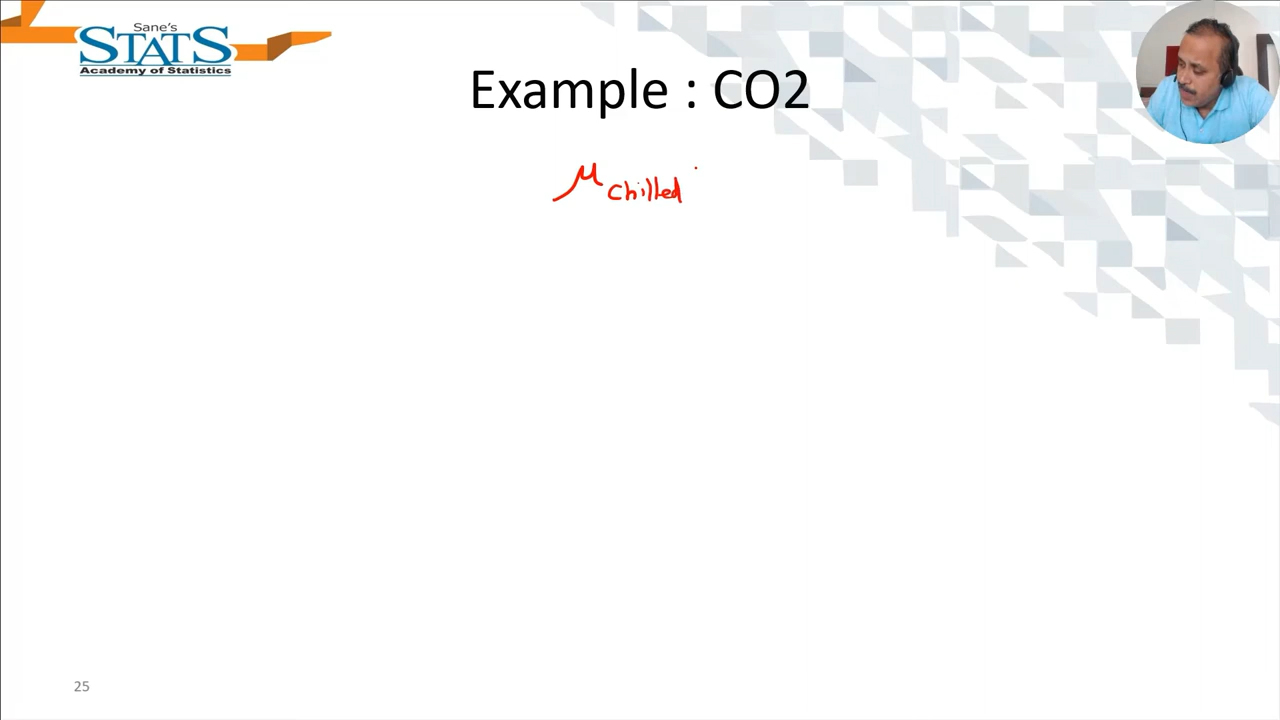 Sane's
STATS
Academy of Statistics
Example : CO2
μ chilled
25